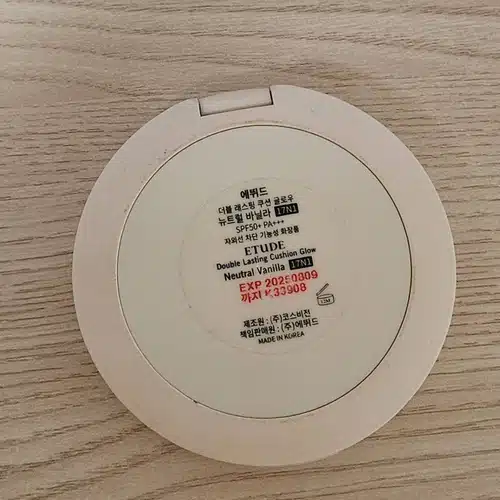 에뛰드
더블 래스팅 쿠션 글로우
뉴트럴 바닐라 17N1
SPF50+ PA+++
자외선 차단 기능성 화장품
ETUDE
Double Lasting Cushion Glow
Neutral Vanilla 17N1
EXP 20250809
까지 K33908
12M
제조원 : (주)코스비전
책임판매원 : (주)에뛰드
MADE IN KOREA